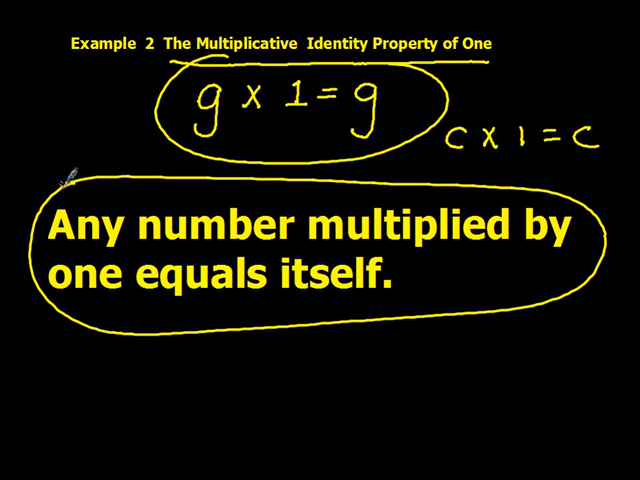 Example 2 The Multiplicative Identity Property of One
g x 1 = g
c x 1 = c
Any number multiplied by
one equals itself.